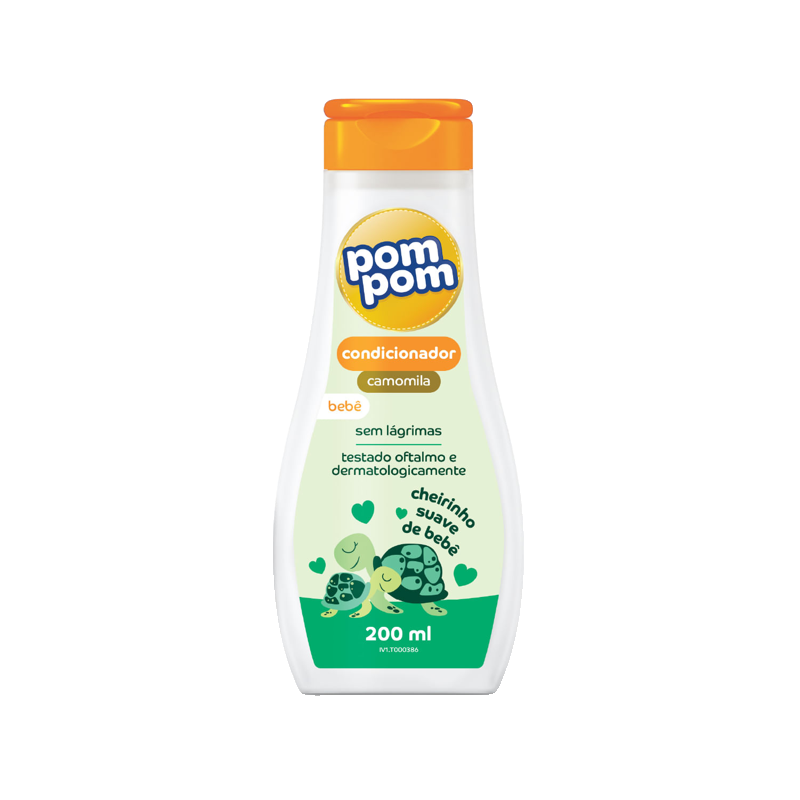 pom
pom
condicionador
camomila
bebê
sem lágrimas
testado oftalmo e
dermatologicamente
cheirinho
suave
de bebê
200 ml
IV1.T000386